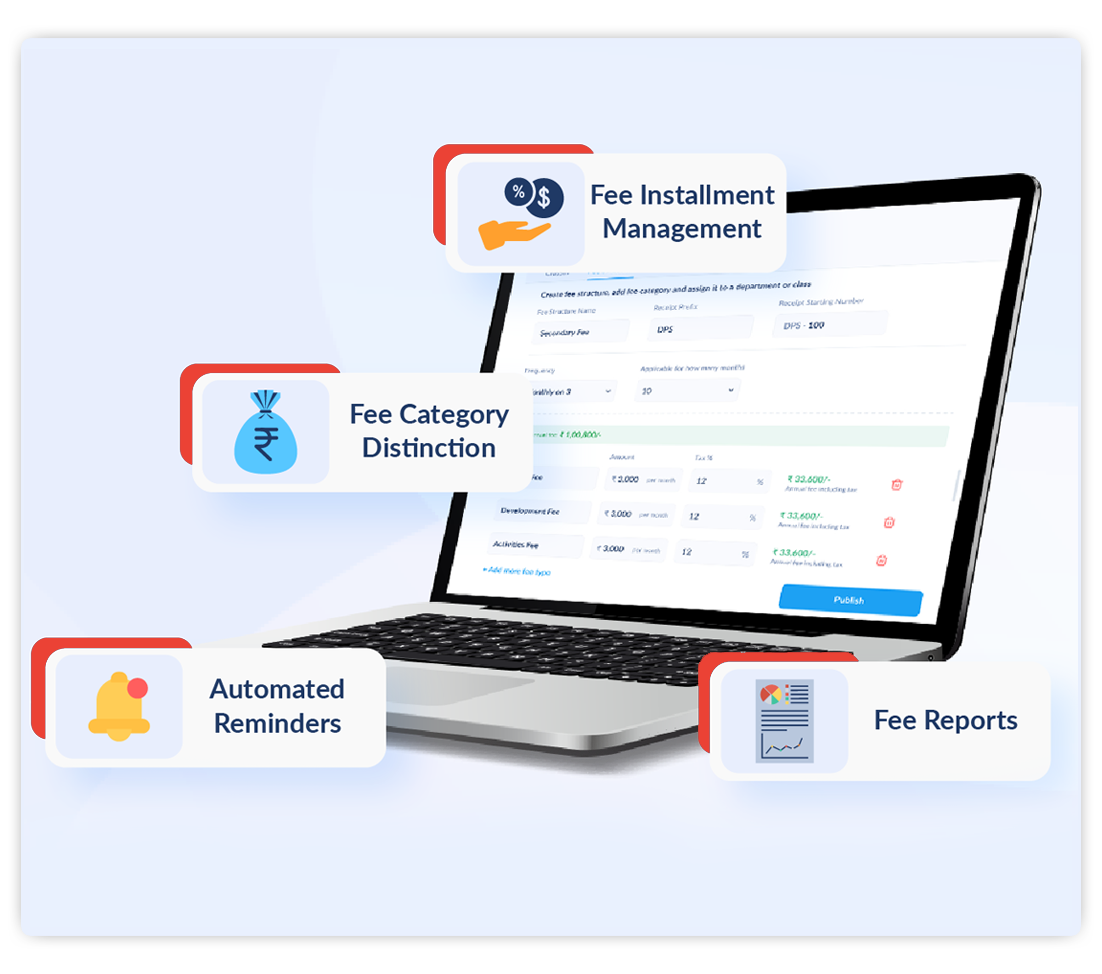 %
$
Fee Installment
Management
Create fee structure, add fee category and assign it to a department or class
Fee Structure Name
Receipt Prefix
Receipt Starting Number
Secondary Fee
DPS
DPS - 100
Frequency
Applicable for how many months
onthly on 3
10
Fee Category
Distinction
₹
₹ 1,00,800/-
Amount
Tax %
Fee
₹ 3,000 per month
12 %
₹ 33,600/-
Annual fee including tax
Development Fee
₹ 3,000 per month
12 %
₹ 33,600/-
Annual fee including tax
Activities Fee
₹ 3,000 per month
12 %
₹ 33,600/-
Annual fee including tax
+ Add more fee type
Publish
Automated
Reminders
Fee Reports